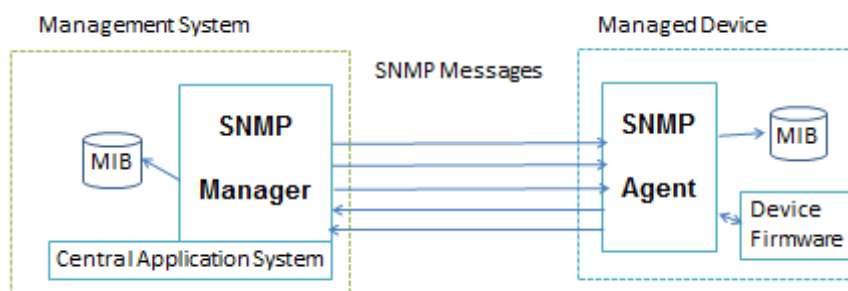 Management System
Managed Device
SNMP Messages
SNMP
Manager
MIB
Central Application System
SNMP
Agent
MIB
Device
Firmware